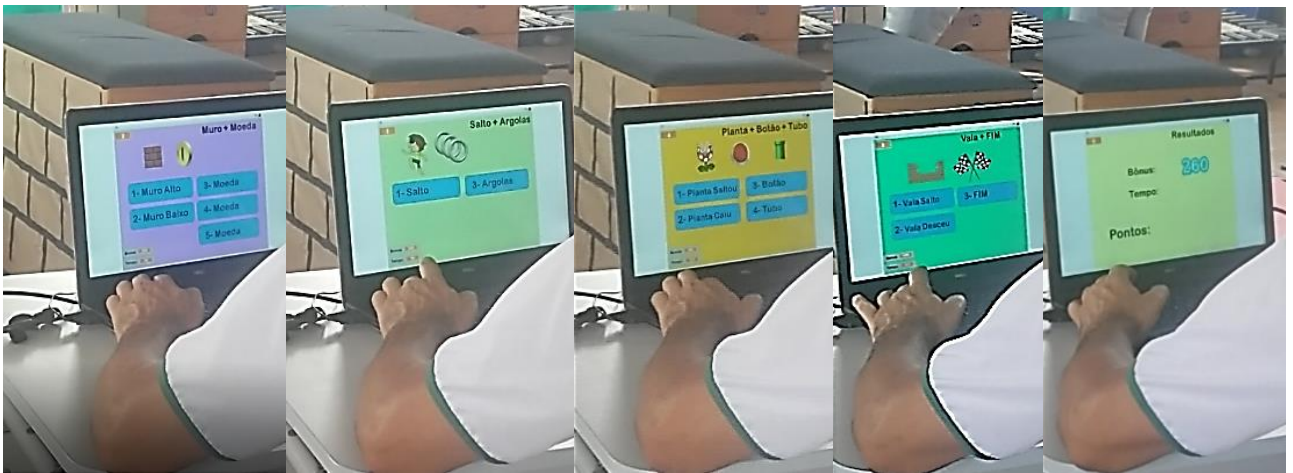 Muro + Moeda
1- Muro Alto
3- Moeda
2- Muro Baixo
4- Moeda
5- Moeda
Salto + Argolas
1- Salto
3- Argolas
Planta + Botão + Tubo
1- Planta Saltou
3- Botão
2- Planta Caiu
4- Tubo
Vala + FIM
1- Vala Salto
3- FIM
2- Vala Desceu
Resultados
Bônus: 260
Tempo:
Pontos: